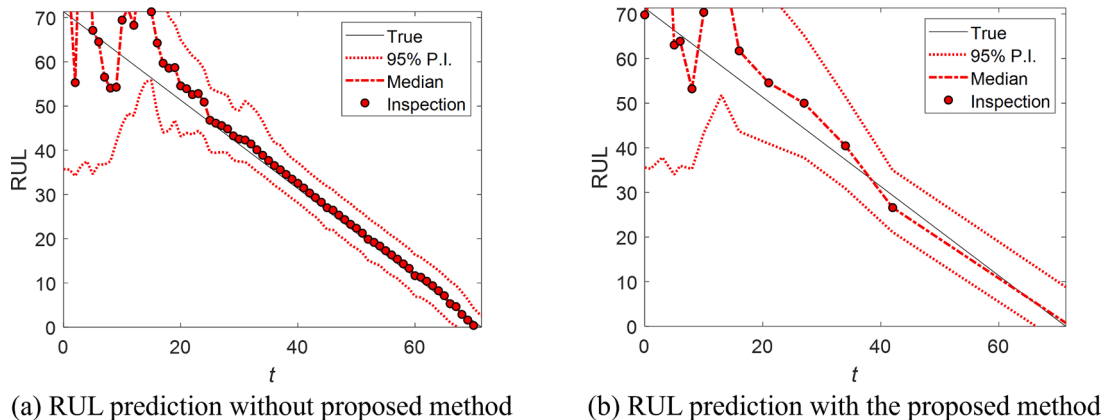 70
60
50
40
30
20
10
0
RUL
True
95% P.I.
Median
Inspection
0 20 40 60
t
(a) RUL prediction without proposed method
70
60
50
40
30
20
10
0
RUL
True
95% P.I.
Median
Inspection
0 20 40 60
t
(b) RUL prediction with the proposed method